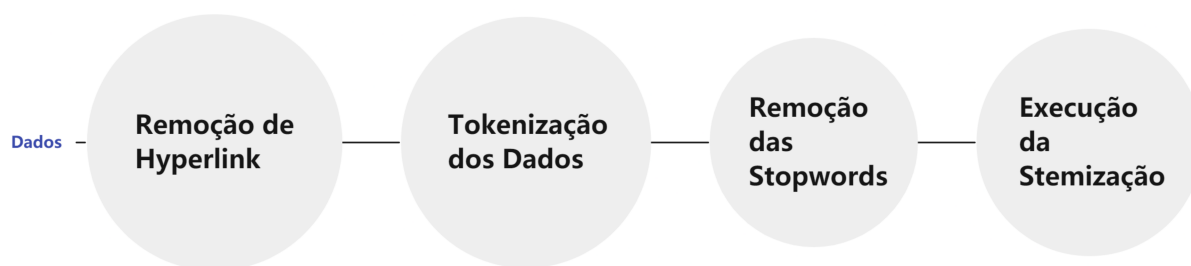 Dados
Remoção de
Hyperlink
Tokenização
dos Dados
Remoção
das
Stopwords
Execução
da
Stemização